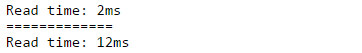 Read time: 2ms
=============
Read time: 12ms